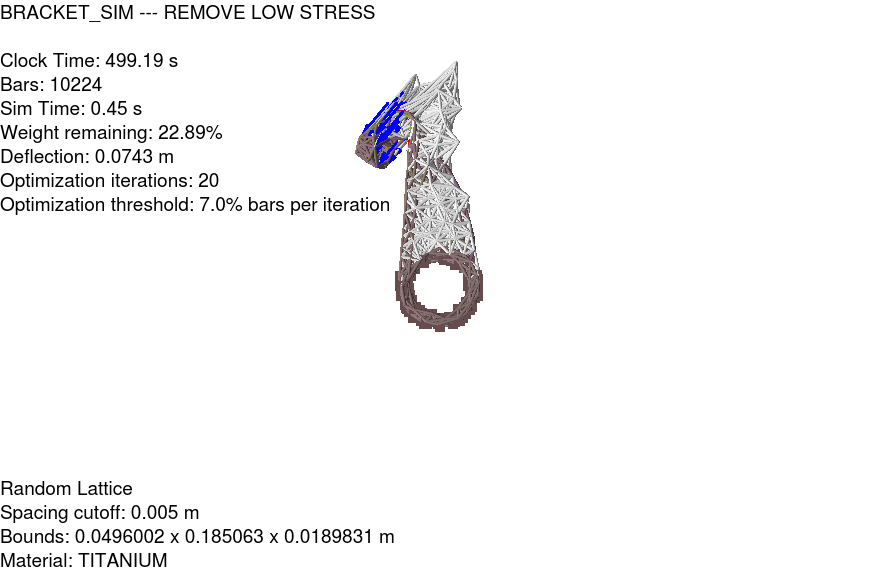 BRACKET_SIM --- REMOVE LOW STRESS
Clock Time: 499.19 s
Bars: 10224
Sim Time: 0.45 s
Weight remaining: 22.89%
Deflection: 0.0743 m
Optimization iterations: 20
Optimization threshold: 7.0% bars per iteration
Random Lattice
Spacing cutoff: 0.005 m
Bounds: 0.0496002 x 0.185063 x 0.0189831 m
Material: TITANIUM